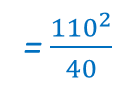 = 110² / 40